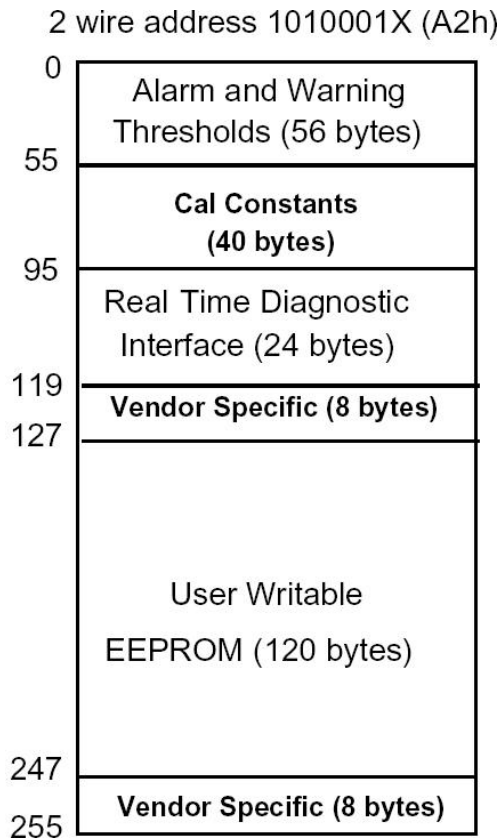 2 wire address 1010001X (A2h)
0
Alarm and Warning
Thresholds (56 bytes)
55
Cal Constants
(40 bytes)
95
Real Time Diagnostic
Interface (24 bytes)
119
Vendor Specific (8 bytes)
127
User Writable
EEPROM (120 bytes)
247
Vendor Specific (8 bytes)
255